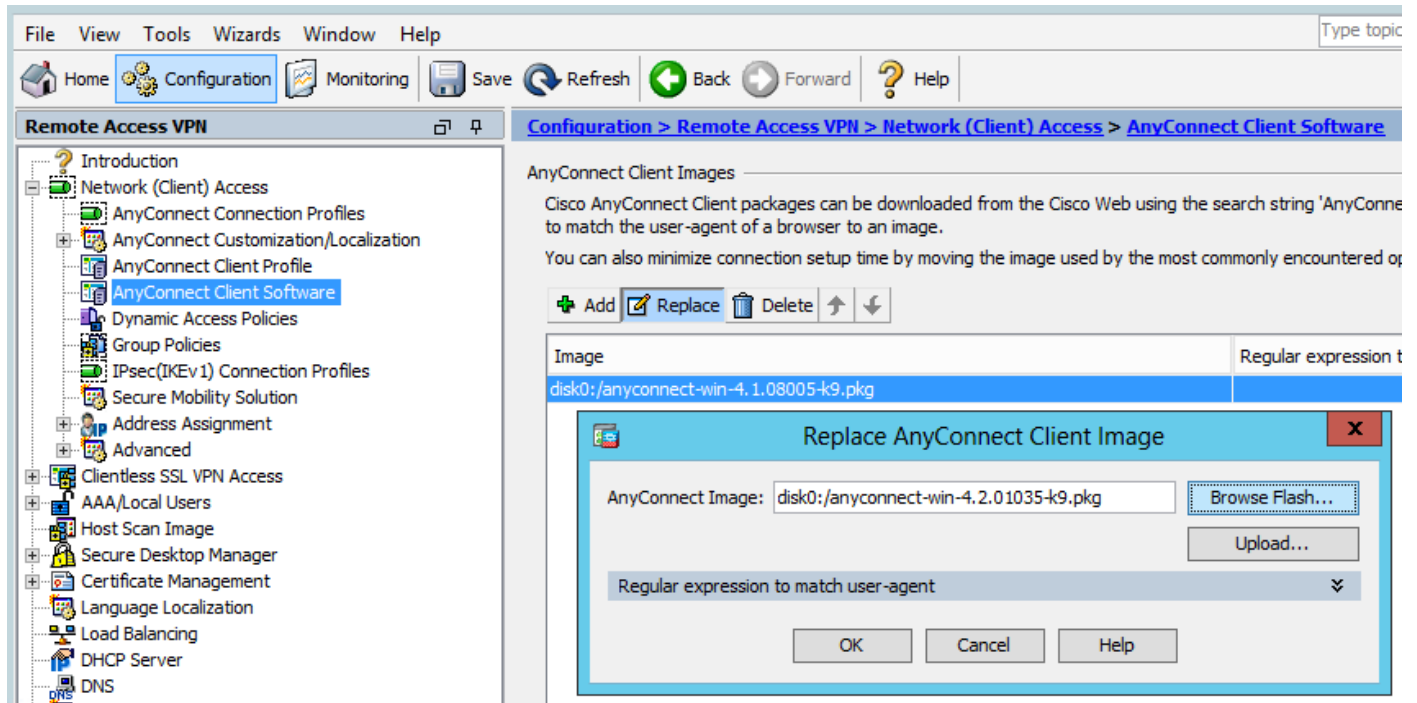 File View Tools Wizards Window Help
Type topic
Home Configuration Monitoring Save Refresh Back Forward Help
Remote Access VPN
Introduction
Network (Client) Access
AnyConnect Connection Profiles
AnyConnect Customization/Localization
AnyConnect Client Profile
AnyConnect Client Software
Dynamic Access Policies
Group Policies
IPsec(IKEv1) Connection Profiles
Secure Mobility Solution
Address Assignment
Advanced
Clientless SSL VPN Access
AAA/Local Users
Host Scan Image
Secure Desktop Manager
Certificate Management
Language Localization
Load Balancing
DHCP Server
DNS
Configuration > Remote Access VPN > Network (Client) Access > AnyConnect Client Software
AnyConnect Client Images
Cisco AnyConnect Client packages can be downloaded from the Cisco Web using the search string 'AnyConne
to match the user-agent of a browser to an image.
You can also minimize connection setup time by moving the image used by the most commonly encountered op
Add Replace Delete
Image Regular expression t
disk0:/anyconnect-win-4.1.08005-k9.pkg
Replace AnyConnect Client Image
x
AnyConnect Image: disk0:/anyconnect-win-4.2.01035-k9.pkg Browse Flash...
Upload...
Regular expression to match user-agent
OK Cancel Help